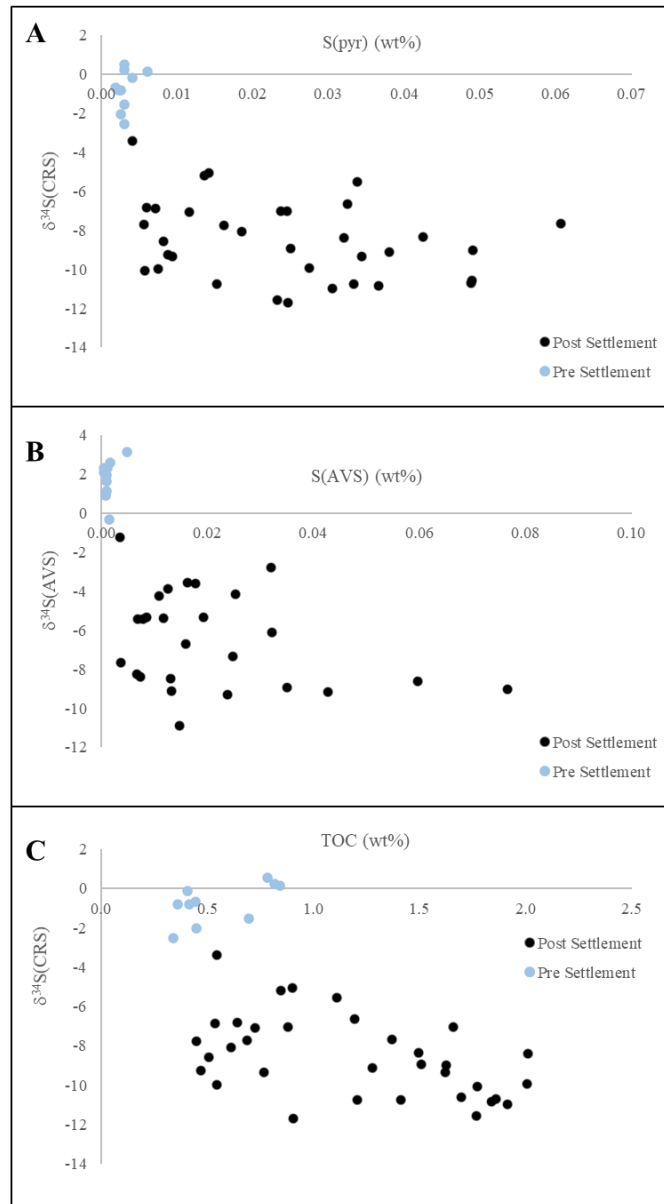 A
S(pyr) (wt%)
2
0
-2
-4
-6
-8
-10
-12
-14
0.00 0.01 0.02 0.03 0.04 0.05 0.06 0.07
δ34S(CRS)
Post Settlement
Pre Settlement
B
S(AVS) (wt%)
4
2
0
-2
-4
-6
-8
-10
-12
0.00 0.02 0.04 0.06 0.08 0.10
δ34S(AVS)
Post Settlement
Pre Settlement
C
TOC (wt%)
2
0
-2
-4
-6
-8
-10
-12
-14
0.0 0.5 1.0 1.5 2.0 2.5
δ34S(CRS)
Post Settlement
Pre Settlement